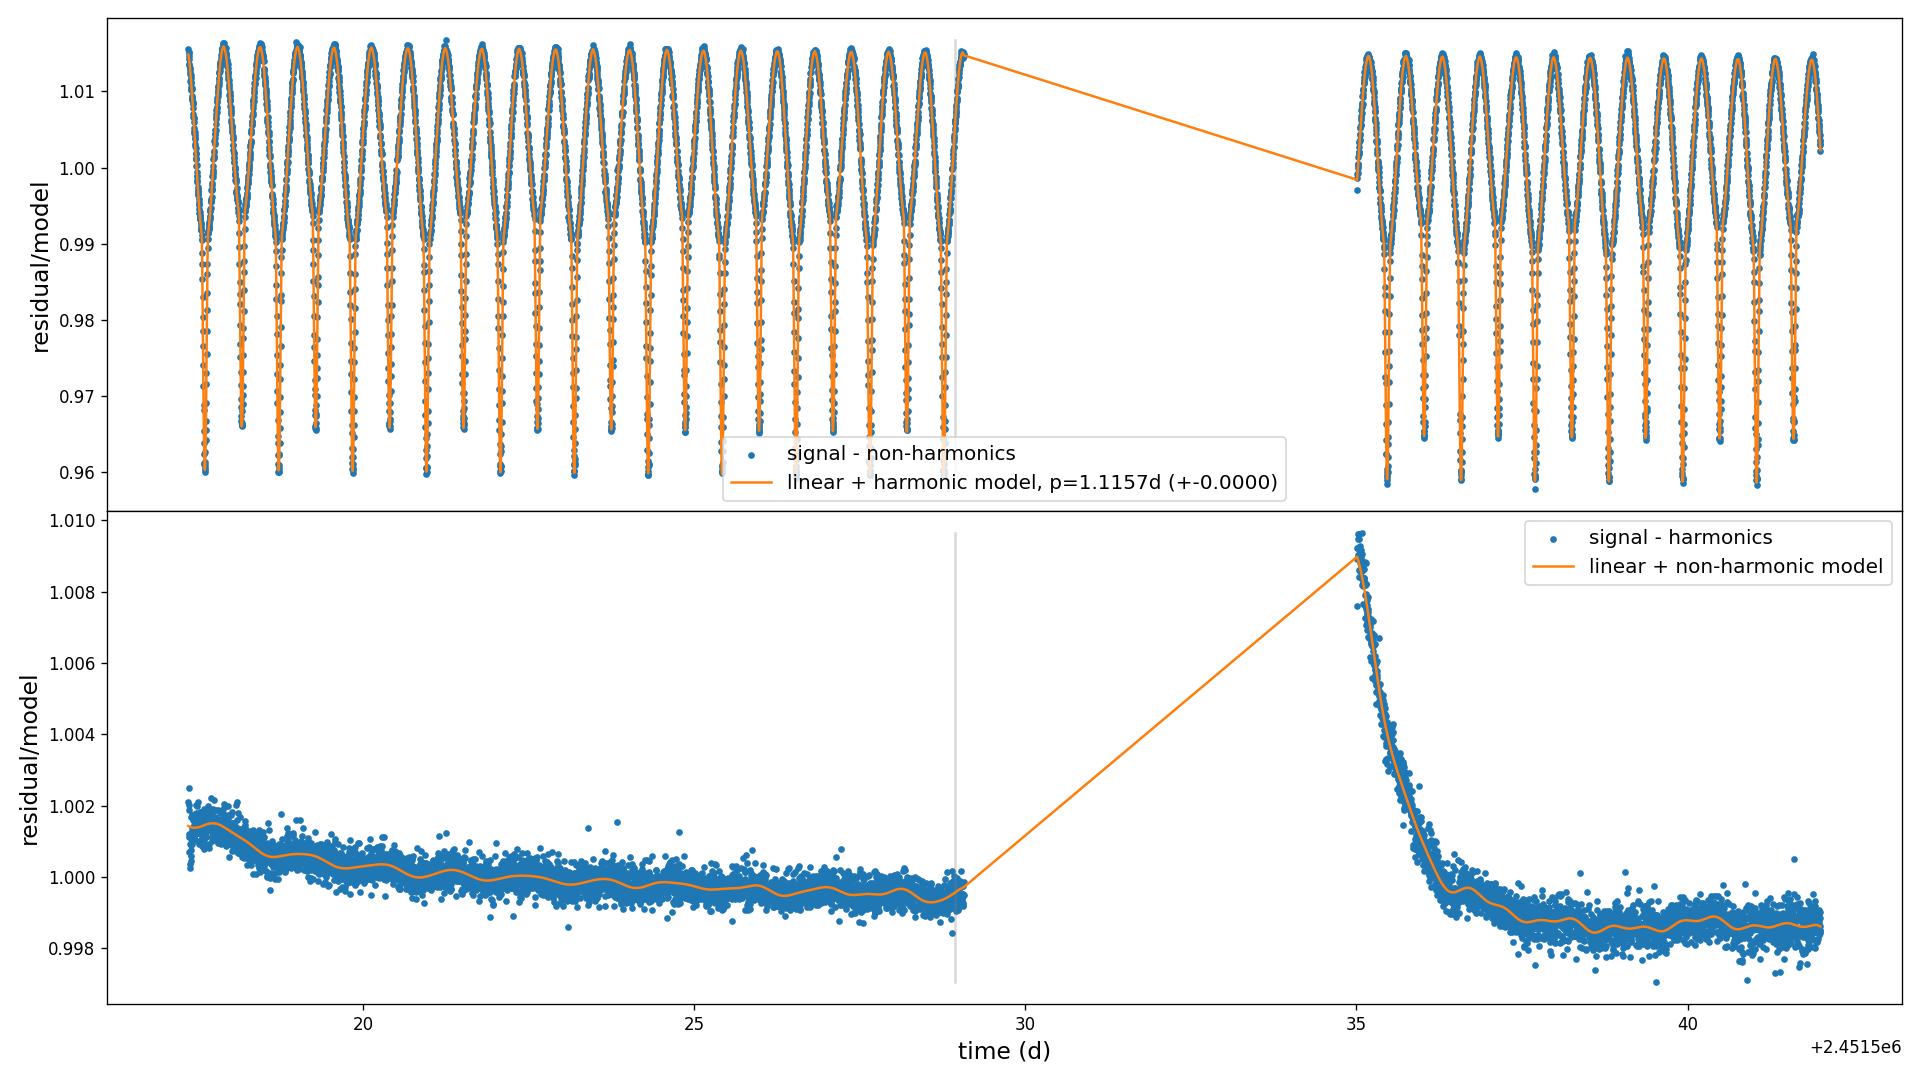 1.01
1.00
0.99
0.98
0.97
0.96
residual/model
signal - non-harmonics
linear + harmonic model, p=1.1157d (+-0.0000)
1.010
1.008
1.006
1.004
1.002
1.000
0.998
residual/model
signal - harmonics
linear + non-harmonic model
20
25
30
35
40
time (d)
+2.4515e6